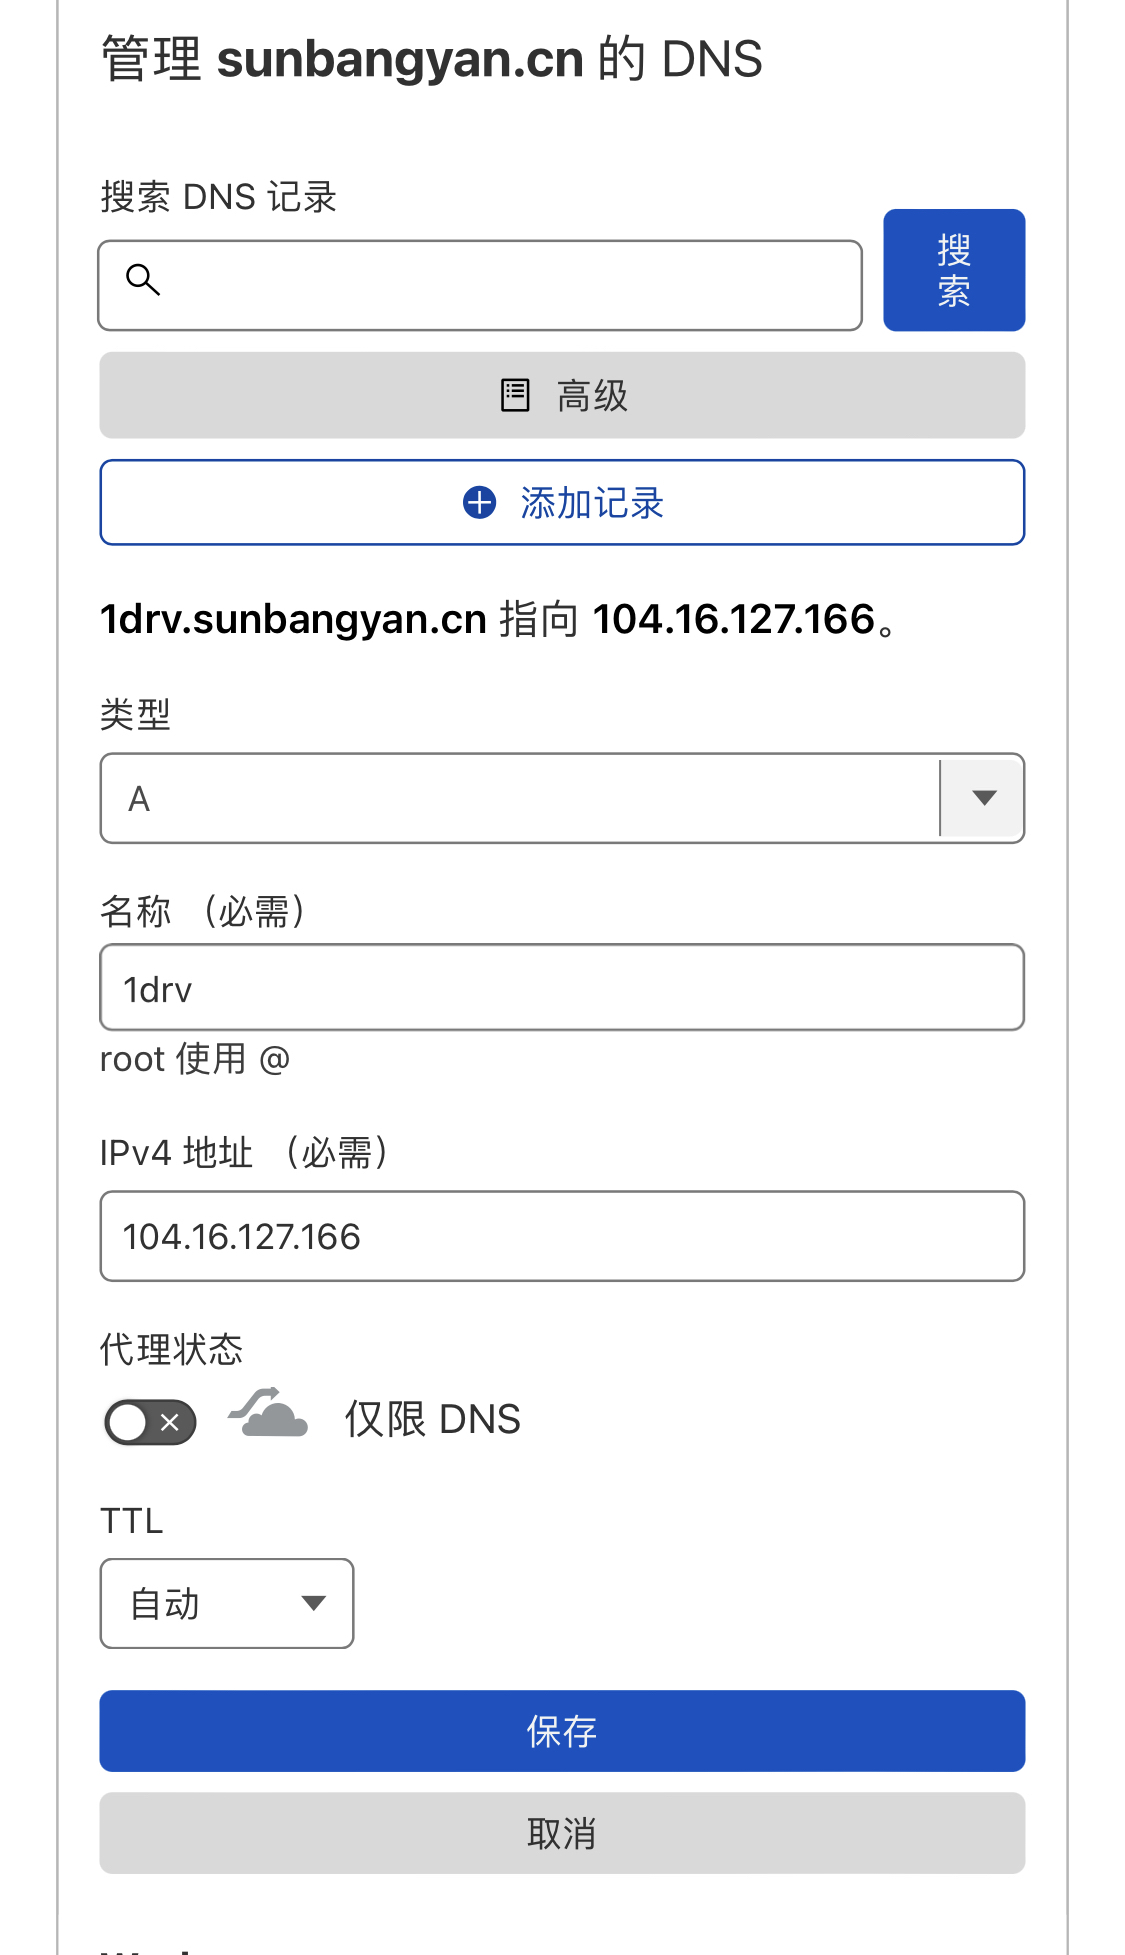 管理 sunbangyan.cn 的 DNS
搜索 DNS 记录
搜
索
高级
添加记录
1drv.sunbangyan.cn 指向 104.16.127.166。
类型
A
名称 （必需）
1drv
root 使用 @
IPv4 地址 （必需）
104.16.127.166
代理状态
仅限 DNS
TTL
自动
保存
取消